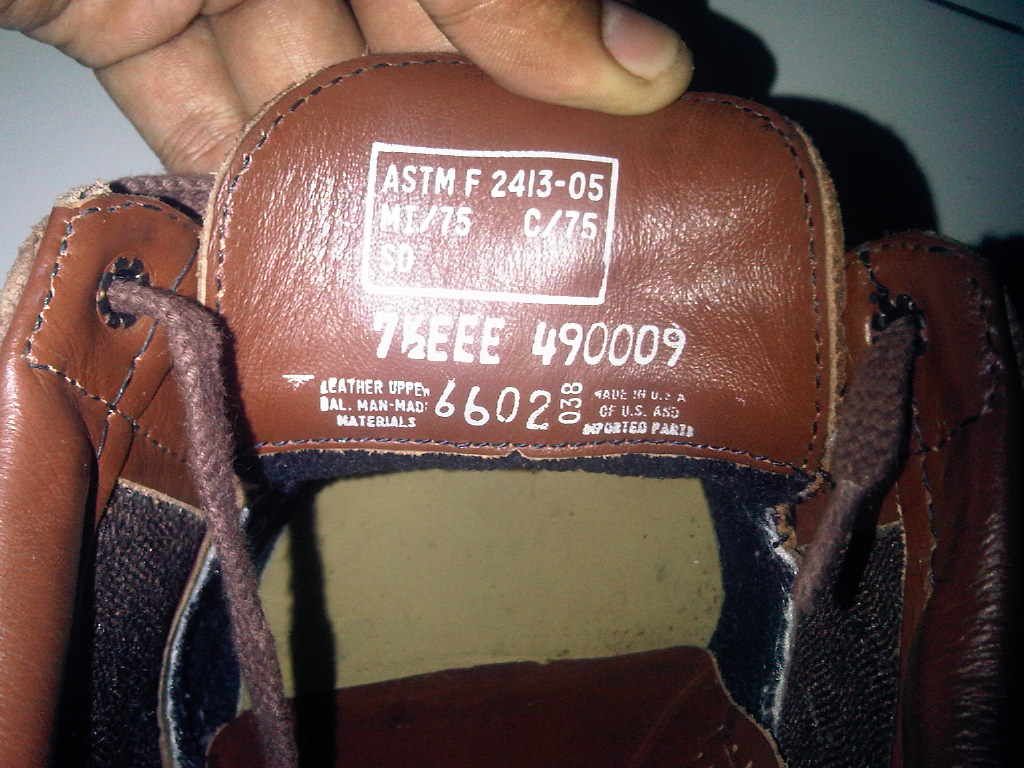 ASTM F 2413-05
MI/75 C/75
SD
7½EEE 490009
LEATHER UPPER
BAL. MAN-MADE
MATERIALS
6602 038
MADE IN U.S.A
OF U.S. AND
IMPORTED PARTS